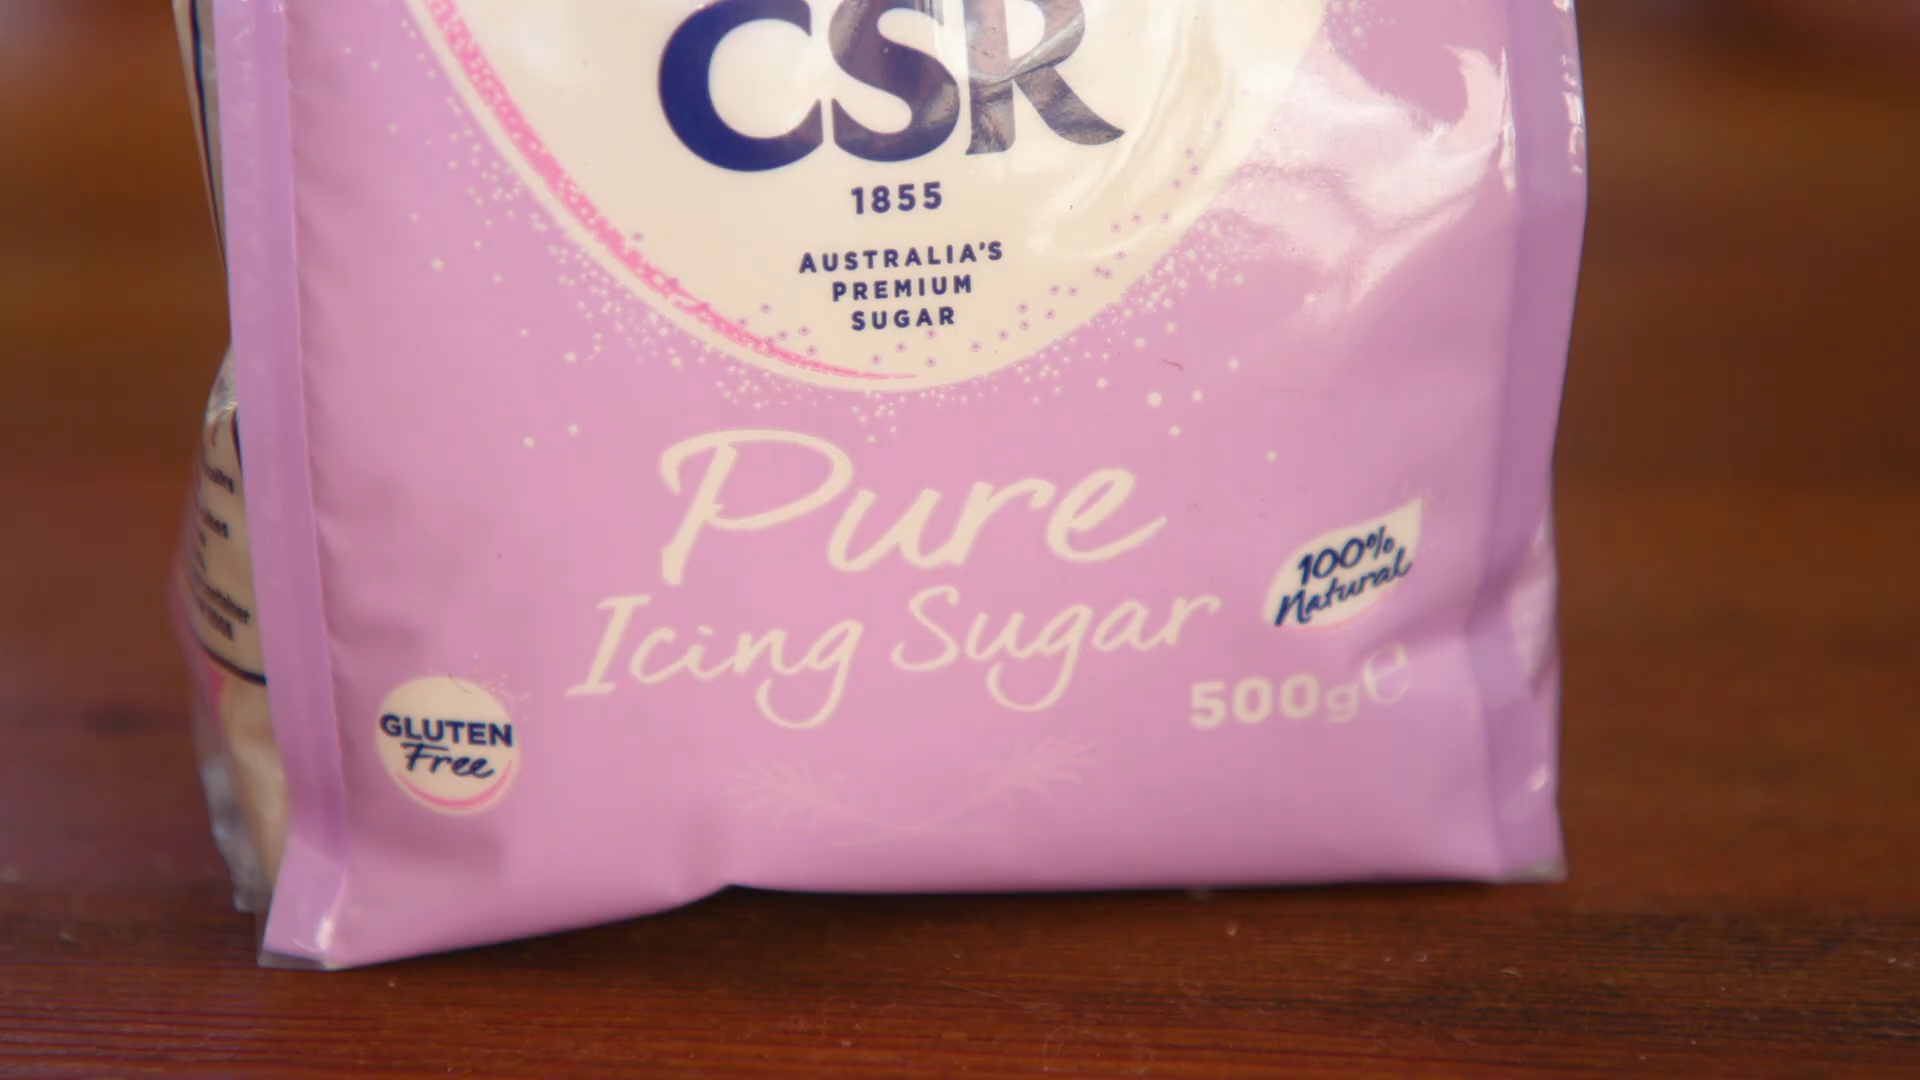 CSR
1855
AUSTRALIA'S
PREMIUM
SUGAR
Pure
Icing Sugar
100%
Natural
500g℮
GLUTEN
Free